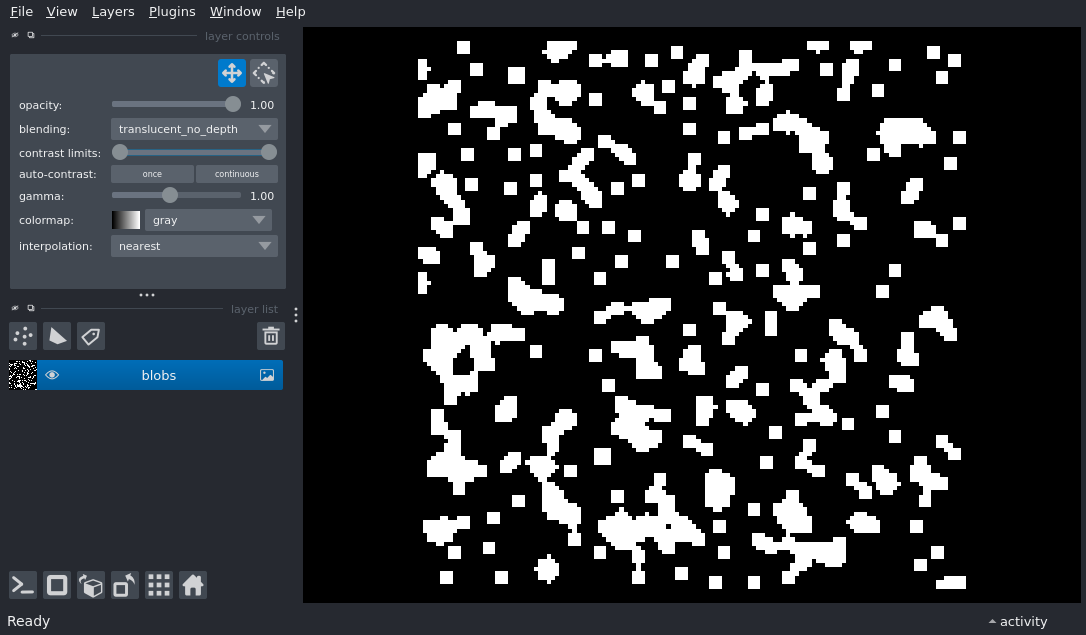 File View Layers Plugins Window Help
layer controls
opacity: 1.00
blending: translucent_no_depth
contrast limits:
auto-contrast: once continuous
gamma: 1.00
colormap: gray
interpolation: nearest
layer list
blobs
Ready activity